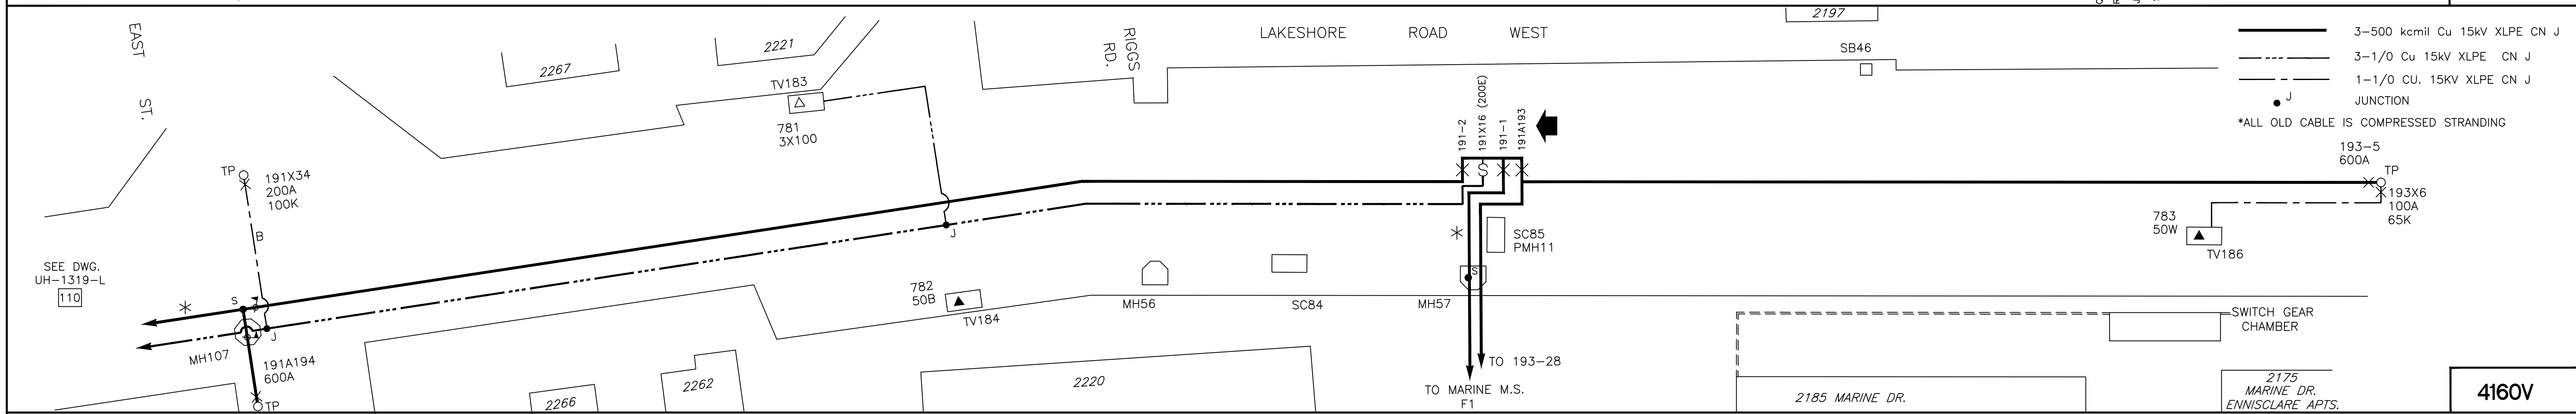 EAST
ST.
2267
2221
RIGGS
RD.
LAKESHORE ROAD WEST
2197
SB46
3-500 kcmil Cu 15kV XLPE CN J
3-1/0 Cu 15kV XLPE CN J
1-1/0 CU. 15KV XLPE CN J
J
JUNCTION
*ALL OLD CABLE IS COMPRESSED STRANDING
TV183
781
3X100
191-2
191X16 (200E)
191-1
191A193
S
193-5
600A
TP
193X6
100A
65K
783
50W
TV186
TP
191X34
200A
100K
B
J
SC85
PMH11
S
SEE DWG.
UH-1319-L
110
S
J
MH107
191A194
600A
TP
782
50B
TV184
MH56
SC84
MH57
SWITCH GEAR
CHAMBER
TO 193-28
TO MARINE M.S.
F1
2266
2262
2220
2185 MARINE DR.
2175
MARINE DR.
ENNISCLARE APTS.
4160V